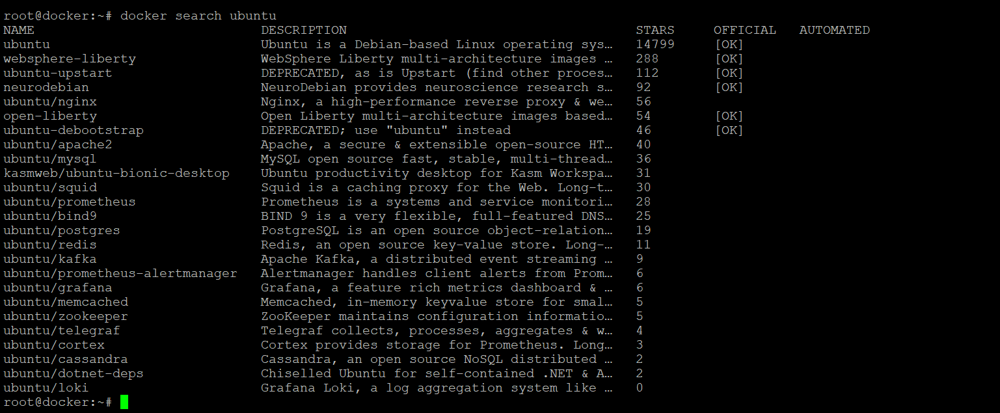 root@docker:~# docker search ubuntu
NAME DESCRIPTION STARS OFFICIAL AUTOMATED
ubuntu Ubuntu is a Debian-based Linux operating sys… 14799 [OK]
websphere-liberty WebSphere Liberty multi-architecture images … 288 [OK]
ubuntu-upstart DEPRECATED, as is Upstart (find other proces… 112 [OK]
neurodebian NeuroDebian provides neuroscience research s… 92 [OK]
ubuntu/nginx Nginx, a high-performance reverse proxy & we… 56
open-liberty Open Liberty multi-architecture images based… 54 [OK]
ubuntu-debootstrap DEPRECATED; use "ubuntu" instead 46 [OK]
ubuntu/apache2 Apache, a secure & extensible open-source HT… 40
ubuntu/mysql MySQL open source fast, stable, multi-thread… 36
kasmweb/ubuntu-bionic-desktop Ubuntu productivity desktop for Kasm Workspa… 31
ubuntu/squid Squid is a caching proxy for the Web. Long-t… 30
ubuntu/prometheus Prometheus is a systems and service monitori… 28
ubuntu/bind9 BIND 9 is a very flexible, full-featured DNS… 25
ubuntu/postgres PostgreSQL is an open source object-relation… 19
ubuntu/redis Redis, an open source key-value store. Long-… 11
ubuntu/kafka Apache Kafka, a distributed event streaming … 9
ubuntu/prometheus-alertmanager Alertmanager handles client alerts from Prom… 6
ubuntu/grafana Grafana, a feature rich metrics dashboard & … 6
ubuntu/memcached Memcached, in-memory keyvalue store for smal… 5
ubuntu/zookeeper ZooKeeper maintains configuration informatio… 5
ubuntu/telegraf Telegraf collects, processes, aggregates & w… 4
ubuntu/cortex Cortex provides storage for Prometheus. Long… 3
ubuntu/cassandra Cassandra, an open source NoSQL distributed … 2
ubuntu/dotnet-deps Chiselled Ubuntu for self-contained .NET & A… 2
ubuntu/loki Grafana Loki, a log aggregation system like … 0
root@docker:~#